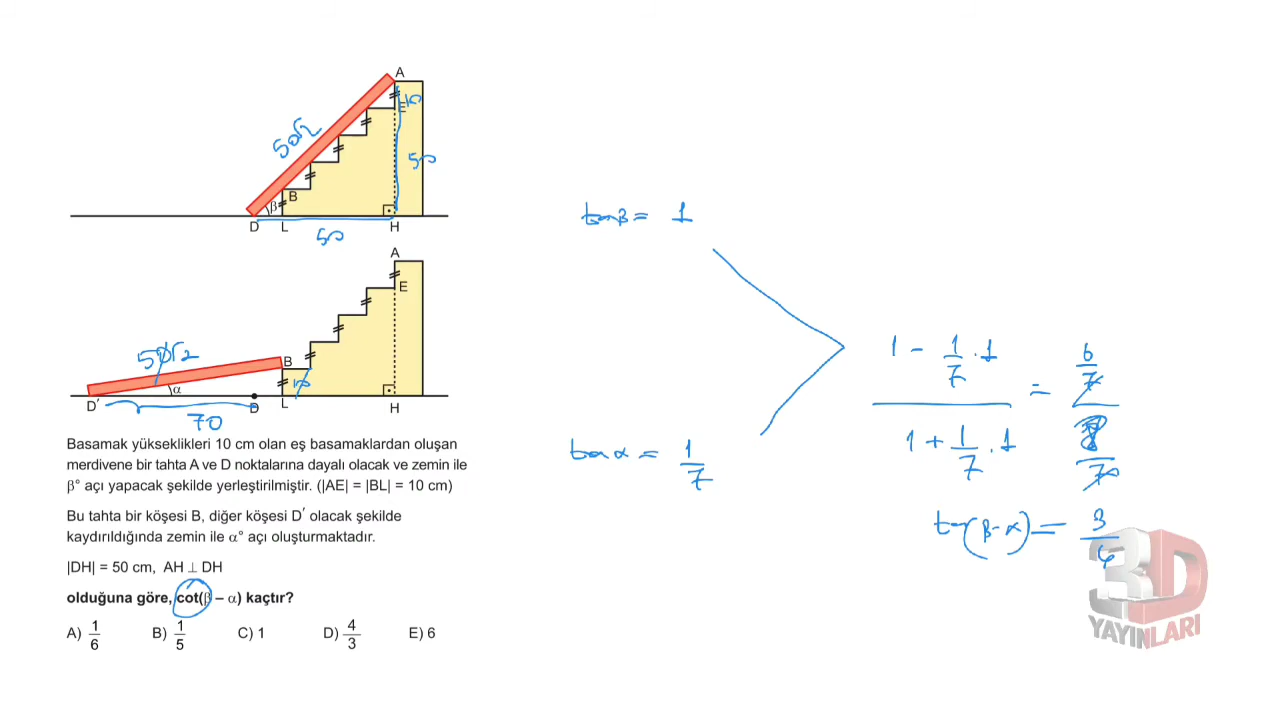 A
E
10
50√2
50
β
B
D
L
H
50
tanβ = 1
A
E
50√2
B
α
10
D′
D
L
H
70
tanα = 1/7
1 - 1/7 . 1
1 + 1/7 . 1
=
6/7
8/7
tan(β-α) = 3/4
Basamak yükseklikleri 10 cm olan eş basamaklardan oluşan
merdivene bir tahta A ve D noktalarına dayalı olacak ve zemin ile
β° açı yapacak şekilde yerleştirilmiştir. (|AE| = |BL| = 10 cm)
Bu tahta bir köşesi B, diğer köşesi D′ olacak şekilde
kaydırıldığında zemin ile α° açı oluşturmaktadır.
|DH| = 50 cm, AH ⊥ DH
olduğuna göre, cot(β – α) kaçtır?
A) 1/6 B) 1/5 C) 1 D) 4/3 E) 6
3D
YAYINLARI